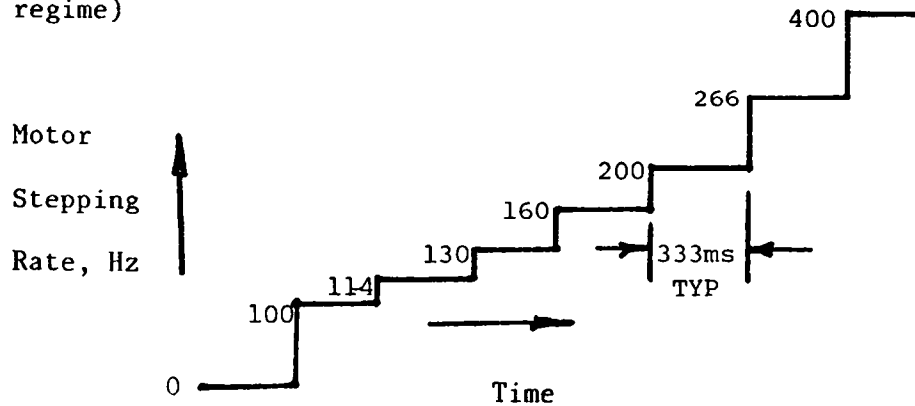 regime)
400
266
Motor
200
Stepping
160
130
333ms
Rate, Hz
TYP
114
100
0
Time